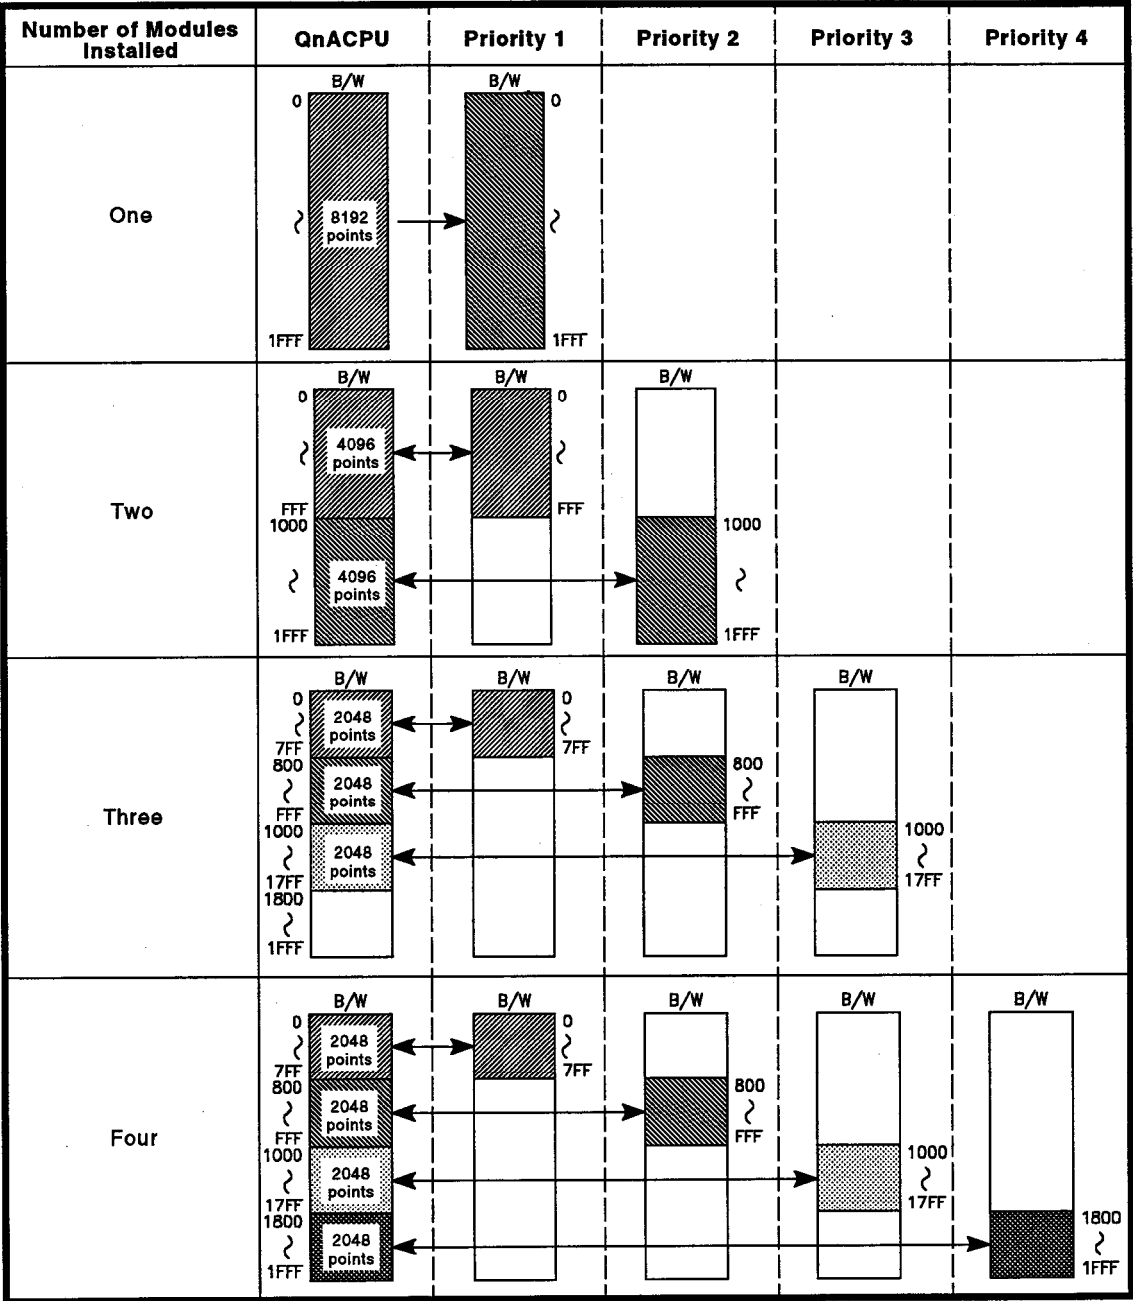 Number of Modules Installed
QnACPU
Priority 1
Priority 2
Priority 3
Priority 4
One
B/W
B/W
0
0
8192
points
1FFF
1FFF
Two
B/W
B/W
B/W
0
0
4096
points
FFF
FFF
1000
1000
4096
points
1FFF
1FFF
Three
B/W
B/W
B/W
B/W
0
0
2048
points
7FF
7FF
800
800
2048
points
FFF
FFF
1000
1000
2048
points
17FF
17FF
1800
1FFF
Four
B/W
B/W
B/W
B/W
B/W
0
0
2048
points
7FF
7FF
800
800
2048
points
FFF
FFF
1000
1000
2048
points
17FF
17FF
1800
1800
2048
points
1FFF
1FFF